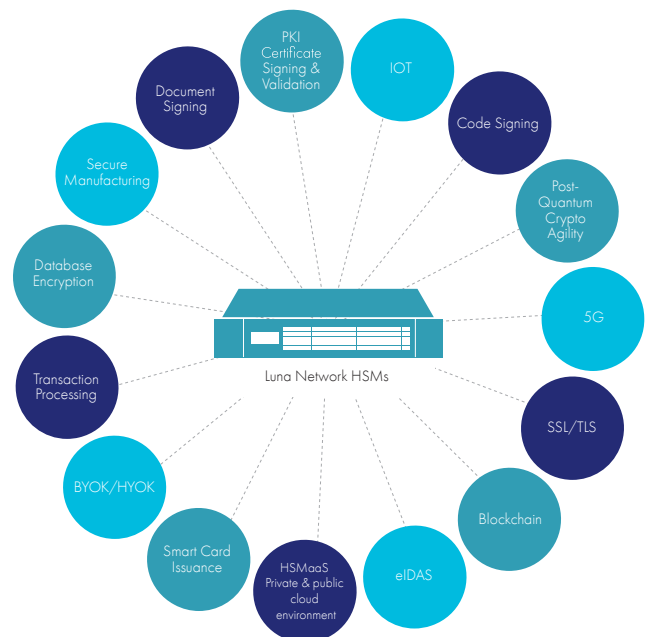 PKI
Certificate
Signing &
Validation
IOT
Code Signing
Post-
Quantum
Crypto
Agility
5G
SSL/TLS
Blockchain
eIDAS
HSMaaS
Private & public
cloud
environment
Smart Card
Issuance
BYOK/HYOK
Transaction
Processing
Database
Encryption
Secure
Manufacturing
Document
Signing
Luna Network HSMs